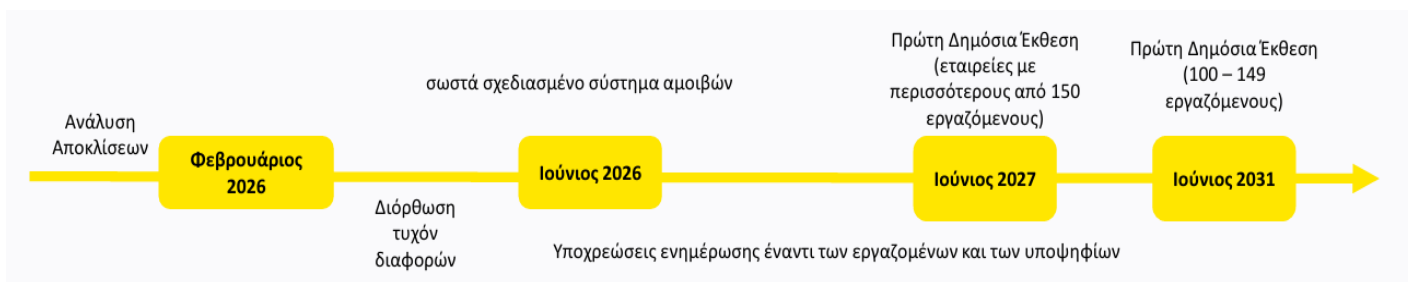 Ανάλυση
Αποκλίσεων
Φεβρουάριος
2026
Διόρθωση
τυχόν
διαφορών
σωστά σχεδιασμένο σύστημα αμοιβών
Ιούνιος 2026
Υποχρεώσεις ενημέρωσης έναντι των εργαζομένων και των υποψηφίων
Πρώτη Δημόσια Έκθεση
(εταιρείες με
περισσότερους από 150
εργαζόμενους)
Ιούνιος 2027
Πρώτη Δημόσια Έκθεση
(100 – 149
εργαζόμενους)
Ιούνιος 2031